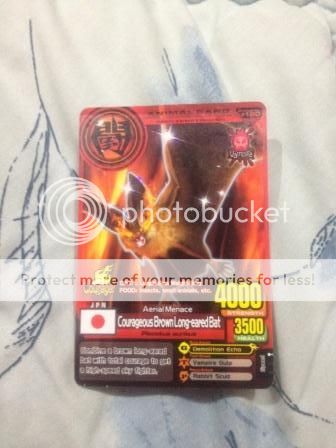 ANIMAL CARD
Vampire
photobucket
Protect more of your memories for less!
FOOD: Insects, small animals, etc.
4000
STRENGTH
JPN
Aerial Menace
Courageous Brown Long-eared Bat
Plecotus auritus
3500
HEALTH
Combine a brown long-eared
bat with total courage to get
a high-speed sky fighter.
Demolition Echo
Vampire Dule
Rabbit Scud